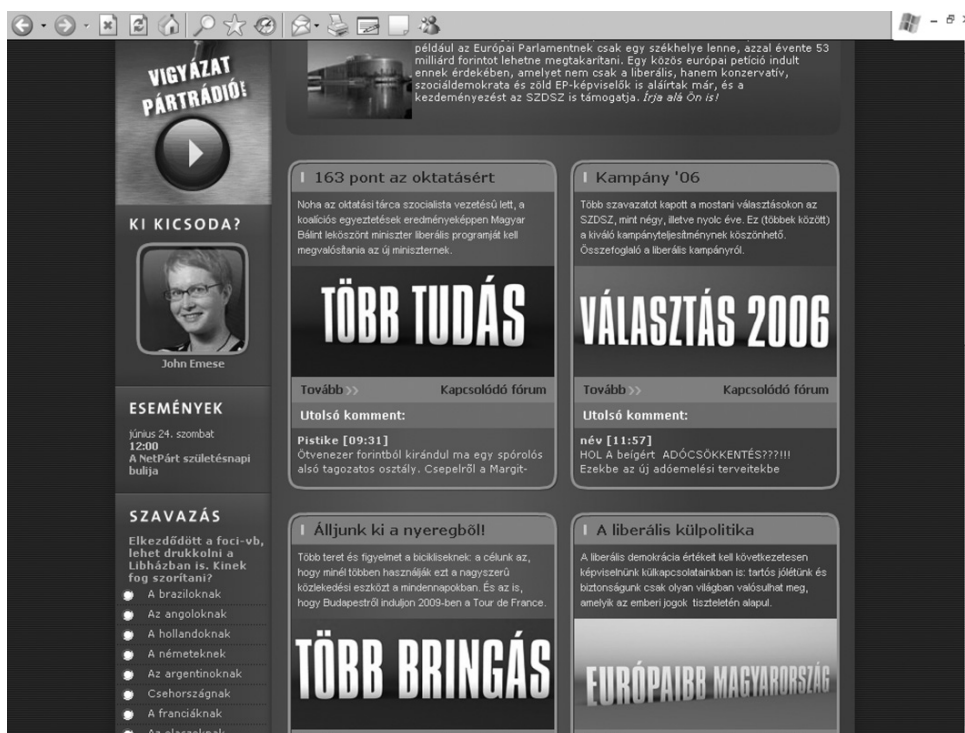 például az Európai Parlamentnek csak egy székhelye lenne, azzal évente 53
milliárd forintot lehetne megtakarítani. Egy közös európai petíció indult
ennek érdekében, amelyet nem csak a liberális, hanem konzervatív,
szociáldemokrata és zöld EP-képviselők is aláírtak már, és a
kezdeményezést az SZDSZ is támogatja. Írja alá Ön is!
VIGYÁZAT
PÁRTRÁDIÓ!
KI KICSODA?
John Emese
ESEMÉNYEK
június 24. szombat
12:00
A NetPárt születésnapi
bulija
SZAVAZÁS
Elkezdődött a foci-vb,
lehet drukkolni a
Libházban is. Kinek
fog szorítani?
A braziloknak
Az angoloknak
A hollandoknak
A németeknek
Az argentinoknak
Csehországnak
A franciáknak
Az olaszoknak
163 pont az oktatásért
Noha az oktatási tárca szocialista vezetésû lett, a
koalíciós egyeztetések eredményeképpen Magyar
Bálint leköszönt miniszter liberális programját kell
megvalósítania az új miniszternek.
TÖBB TUDÁS
Tovább >> Kapcsolódó fórum
Utolsó komment:
Pistike [09:31]
Ötvenezer forintból kirándul ma egy spórolós
alsó tagozatos osztály. Csepelről a Margit-
Kampány '06
Több szavazatot kapott a mostani választásokon az
SZDSZ, mint négy, illetve nyolc éve. Ez (többek között)
a kiváló kampányteljesítménynek köszönhetõ.
Összefoglaló a liberális kampányról.
VÁLASZTÁS 2006
Tovább >> Kapcsolódó fórum
Utolsó komment:
név [11:57]
HOL A beígért ADÓCSÖKKENTÉS???!!!
Ezekbe az új adóemelési terveitekbe
Álljunk ki a nyeregbõl!
Több teret és figyelmet a bicikliseknek: a célunk az,
hogy minél többen használják ezt a nagyszerû
közlekedési eszközt a mindennapokban. És az is,
hogy Budapestről induljon 2009-ben a Tour de France.
TÖBB BRINGÁS
A liberális külpolitika
A liberális demokrácia értékeit kell következetesen
képviselnünk külkapcsolatainkban is: tartós jólétünk és
biztonságunk csak olyan világban valósulhat meg,
amelyik az emberi jogok tiszteletén alapul.
EURÓPAIBB MAGYARORSZÁG